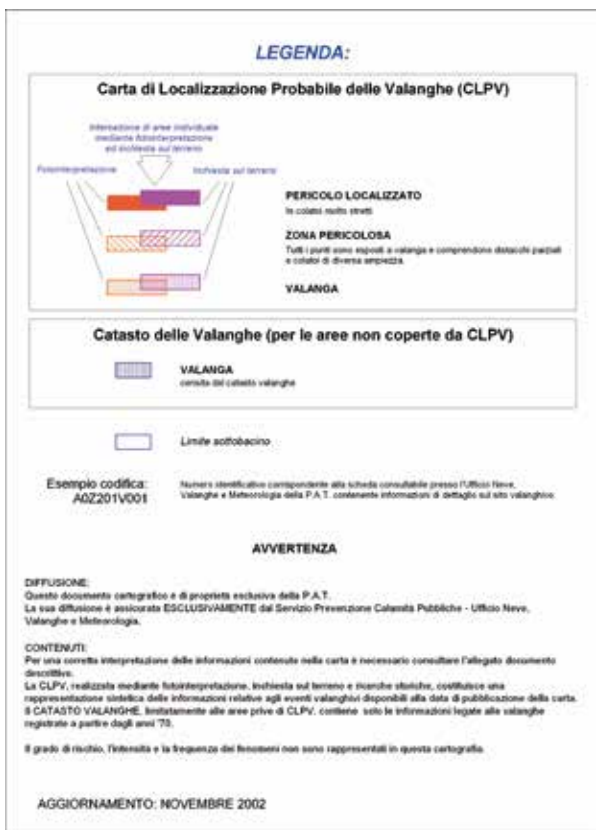 LEGENDA:
Carta di Localizzazione Probabile delle Valanghe (CLPV)
Intersezione di aree individuate
mediante fotointerpretazione
ed inchiesta sul terreno
Fotointerpretazione
Inchiesta sul terreno
PERICOLO LOCALIZZATO
In colatoi molto stretti
ZONA PERICOLOSA
Tutti i punti sono esposti a valanga e comprendono distacchi parziali
e colatoi di diversa ampiezza.
VALANGA
Catasto delle Valanghe (per le aree non coperte da CLPV)
VALANGA
censita dal catasto valanghe
Limite sottobacino
Esempio codifica:
A0Z201V001
Numero identificativo corrispondente alla scheda consultabile presso l'Ufficio Neve,
Valanghe e Meteorologia della P.A.T. contenente informazioni di dettaglio sul sito valanghivo.
AVVERTENZA
DIFFUSIONE:
Questo documento cartografico è di proprietà esclusiva della P.A.T.
La sua diffusione è assicurata ESCLUSIVAMENTE dal Servizio Prevenzione Calamità Pubbliche - Ufficio Neve,
Valanghe e Meteorologia.
CONTENUTI:
Per una corretta interpretazione delle informazioni contenute nella carta è necessario consultare l'allegato documento
descrittivo.
La CLPV, realizzata mediante fotointerpretazione, inchiesta sul terreno e ricerche storiche, costituisce una
rappresentazione sintetica delle informazioni relative agli eventi valanghivi disponibili alla data di pubblicazione della carta.
Il CATASTO VALANGHE, limitatamente alle aree prive di CLPV, contiene solo le informazioni legate alle valanghe
registrate a partire dagli anni '70.
Il grado di rischio, l'intensità e la frequenza dei fenomeni non sono rappresentati in questa cartografia.
AGGIORNAMENTO: NOVEMBRE 2002